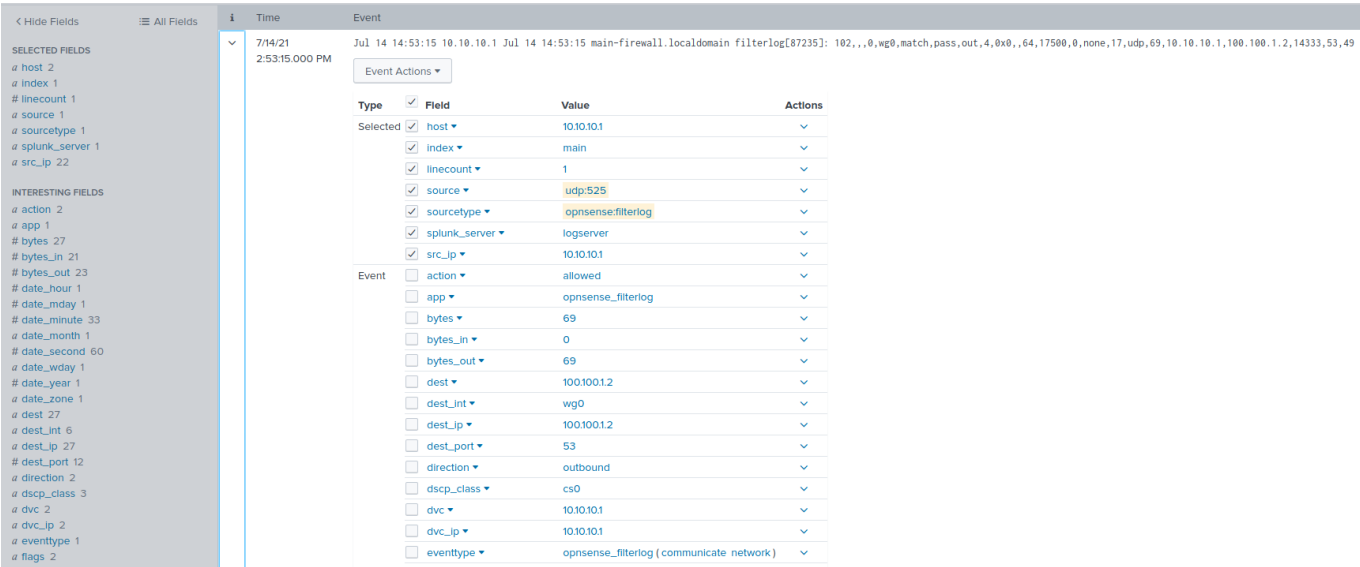 Hide Fields
All Fields
SELECTED FIELDS
a host 2
a index 1
# linecount 1
a source 1
a sourcetype 1
a splunk_server 1
a src_ip 22
INTERESTING FIELDS
a action 2
a app 1
# bytes 27
# bytes_in 21
# bytes_out 23
# date_hour 1
# date_mday 1
# date_minute 33
a date_month 1
# date_second 60
a date_wday 1
# date_year 1
a date_zone 1
a dest 27
a dest_int 6
a dest_ip 27
# dest_port 12
a direction 2
a dscp_class 3
a dvc 2
a dvc_ip 2
a eventtype 1
a flags 2
i Time Event
7/14/21
2:53:15.000 PM
Jul 14 14:53:15 10.10.10.1 Jul 14 14:53:15 main-firewall.localdomain filterlog[87235]: 102,,,0,wg0,match,pass,out,4,0x0,,64,17500,0,none,17,udp,69,10.10.10.1,100.100.1.2,14333,53,49
Event Actions
Type Field Value Actions
Selected host 10.10.10.1
index main
linecount 1
source udp:525
sourcetype opnsense:filterlog
splunk_server logserver
src_ip 10.10.10.1
Event action allowed
app opnsense_filterlog
bytes 69
bytes_in 0
bytes_out 69
dest 100.100.1.2
dest_int wg0
dest_ip 100.100.1.2
dest_port 53
direction outbound
dscp_class cs0
dvc 10.10.10.1
dvc_ip 10.10.10.1
eventtype opnsense_filterlog ( communicate network )